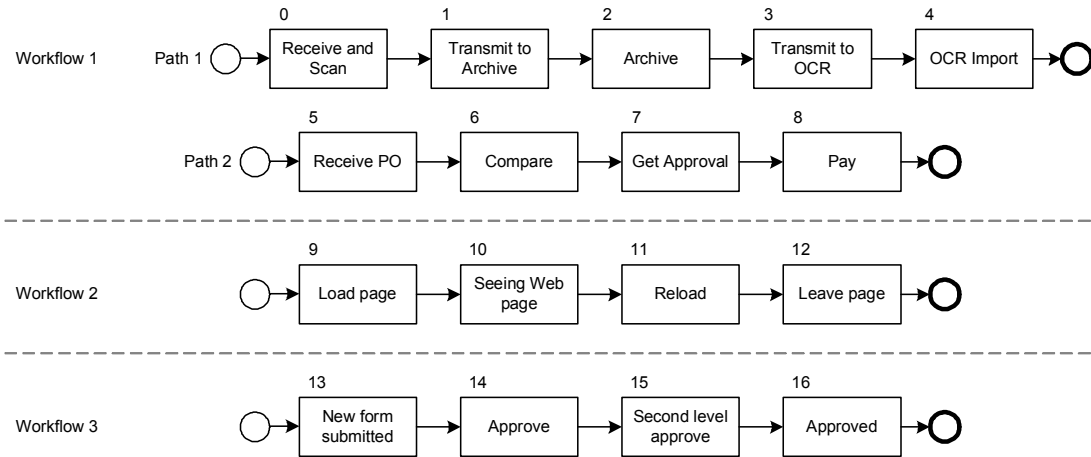 0 1 2 3 4
Workflow 1 Path 1 Receive and Transmit to Archive Transmit to OCR Import
Scan Archive OCR
5 6 7 8
Path 2 Receive PO Compare Get Approval Pay
9 10 11 12
Workflow 2 Load page Seeing Web Reload Leave page
page
13 14 15 16
Workflow 3 New form Approve Second level Approved
submitted approve